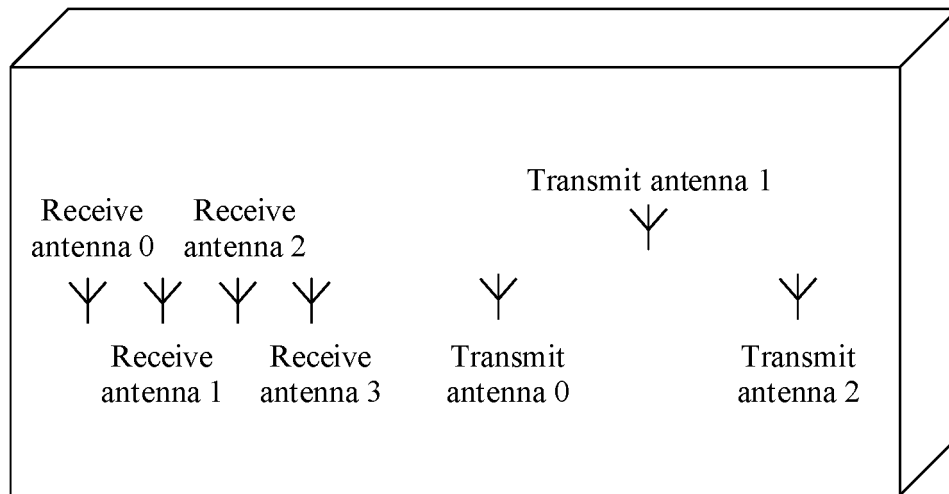 Transmit antenna 1
Receive
antenna 0
Receive
antenna 2
Receive
antenna 1
Receive
antenna 3
Transmit
antenna 0
Transmit
antenna 2